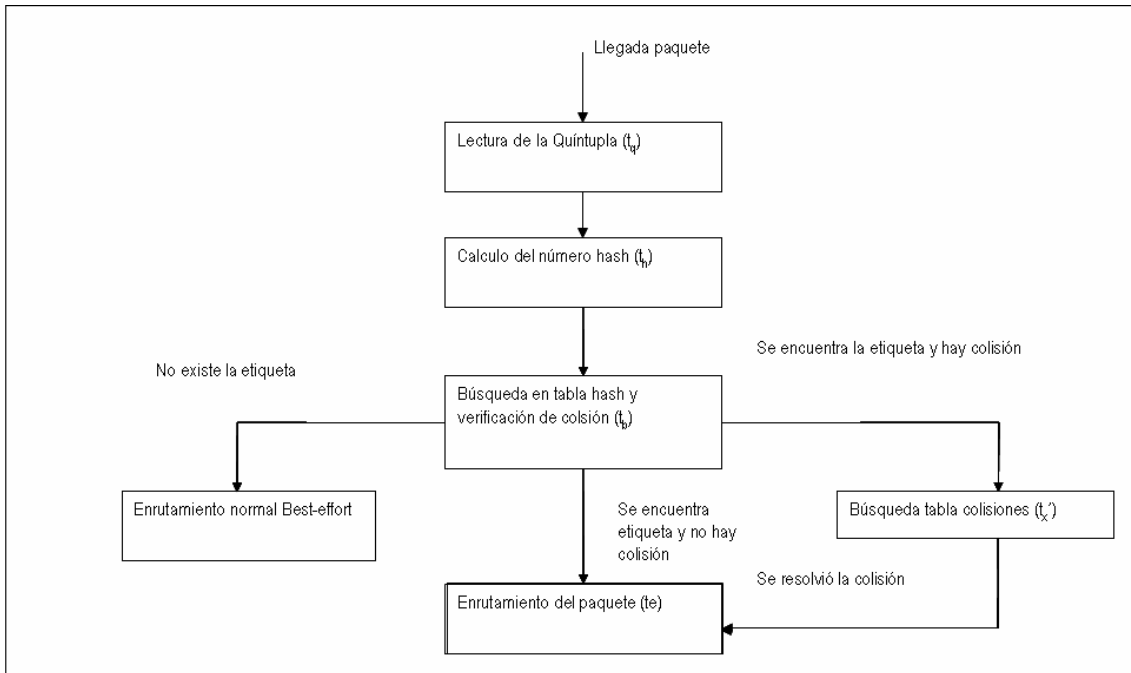 Llegada paquete
Lectura de la Quíntupla (tq)
Calculo del número hash (th)
Se encuentra la etiqueta y hay colisión
No existe la etiqueta
Búsqueda en tabla hash y
verificación de colsión (tb)
Enrutamiento normal Best-effort
Se encuentra
etiqueta y no hay
colisión
Búsqueda tabla colisiones (tx´)
Se resolvió la colisión
Enrutamiento del paquete (te)